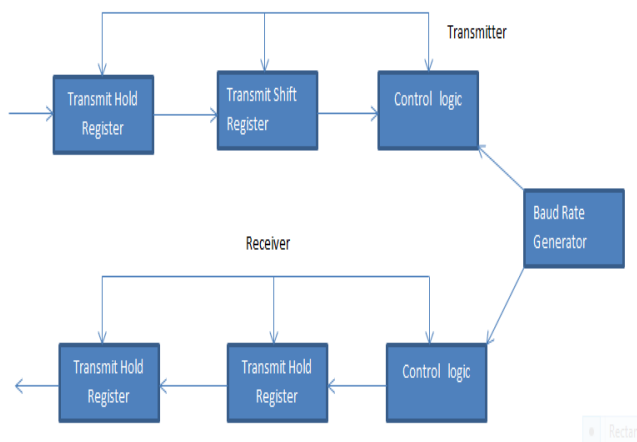 Transmitter
Transmit Hold
Register
Transmit Shift
Register
Control logic
Baud Rate
Generator
Receiver
Transmit Hold
Register
Transmit Hold
Register
Control logic